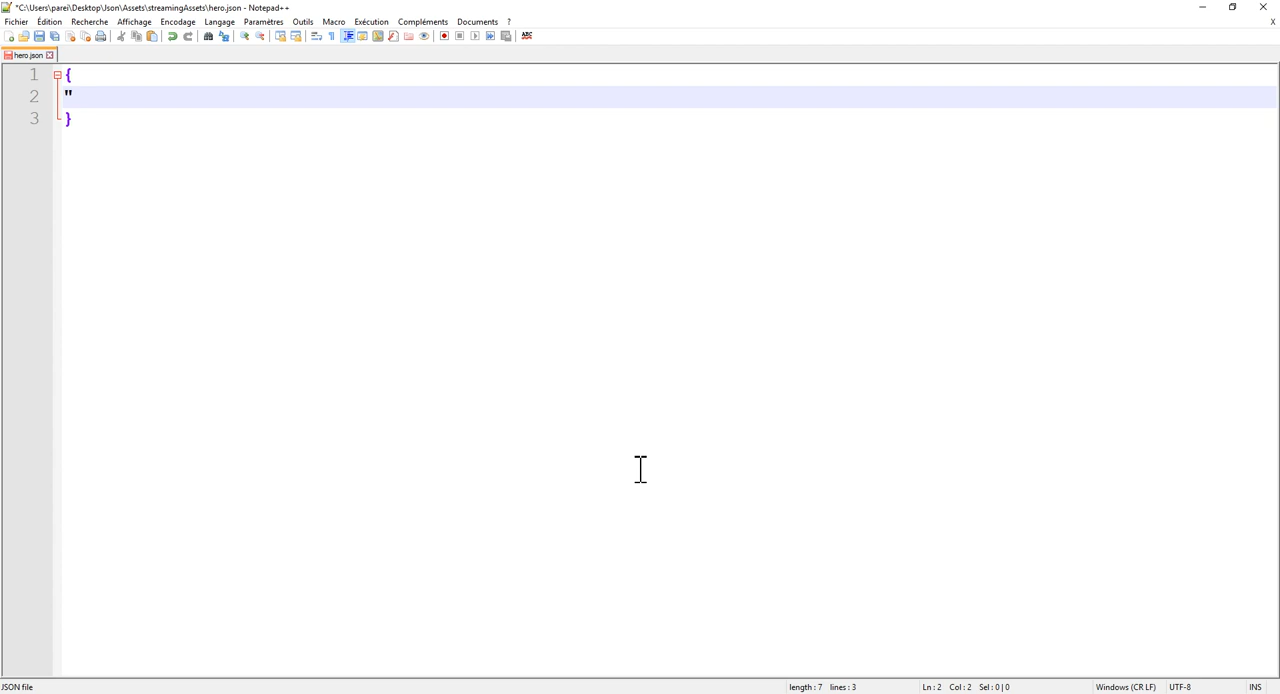 *C:\Users\parei\Desktop\Json\Assets\streamingAssets\hero.json - Notepad++
Fichier Édition Recherche Affichage Encodage Langage Paramètres Outils Macro Exécution Compléments Documents ? X
hero.json
1 {
2 "
3 }
JSON file length : 7 lines : 3 Ln : 2 Col : 2 Sel : 0 | 0 Windows (CR LF) UTF-8 INS